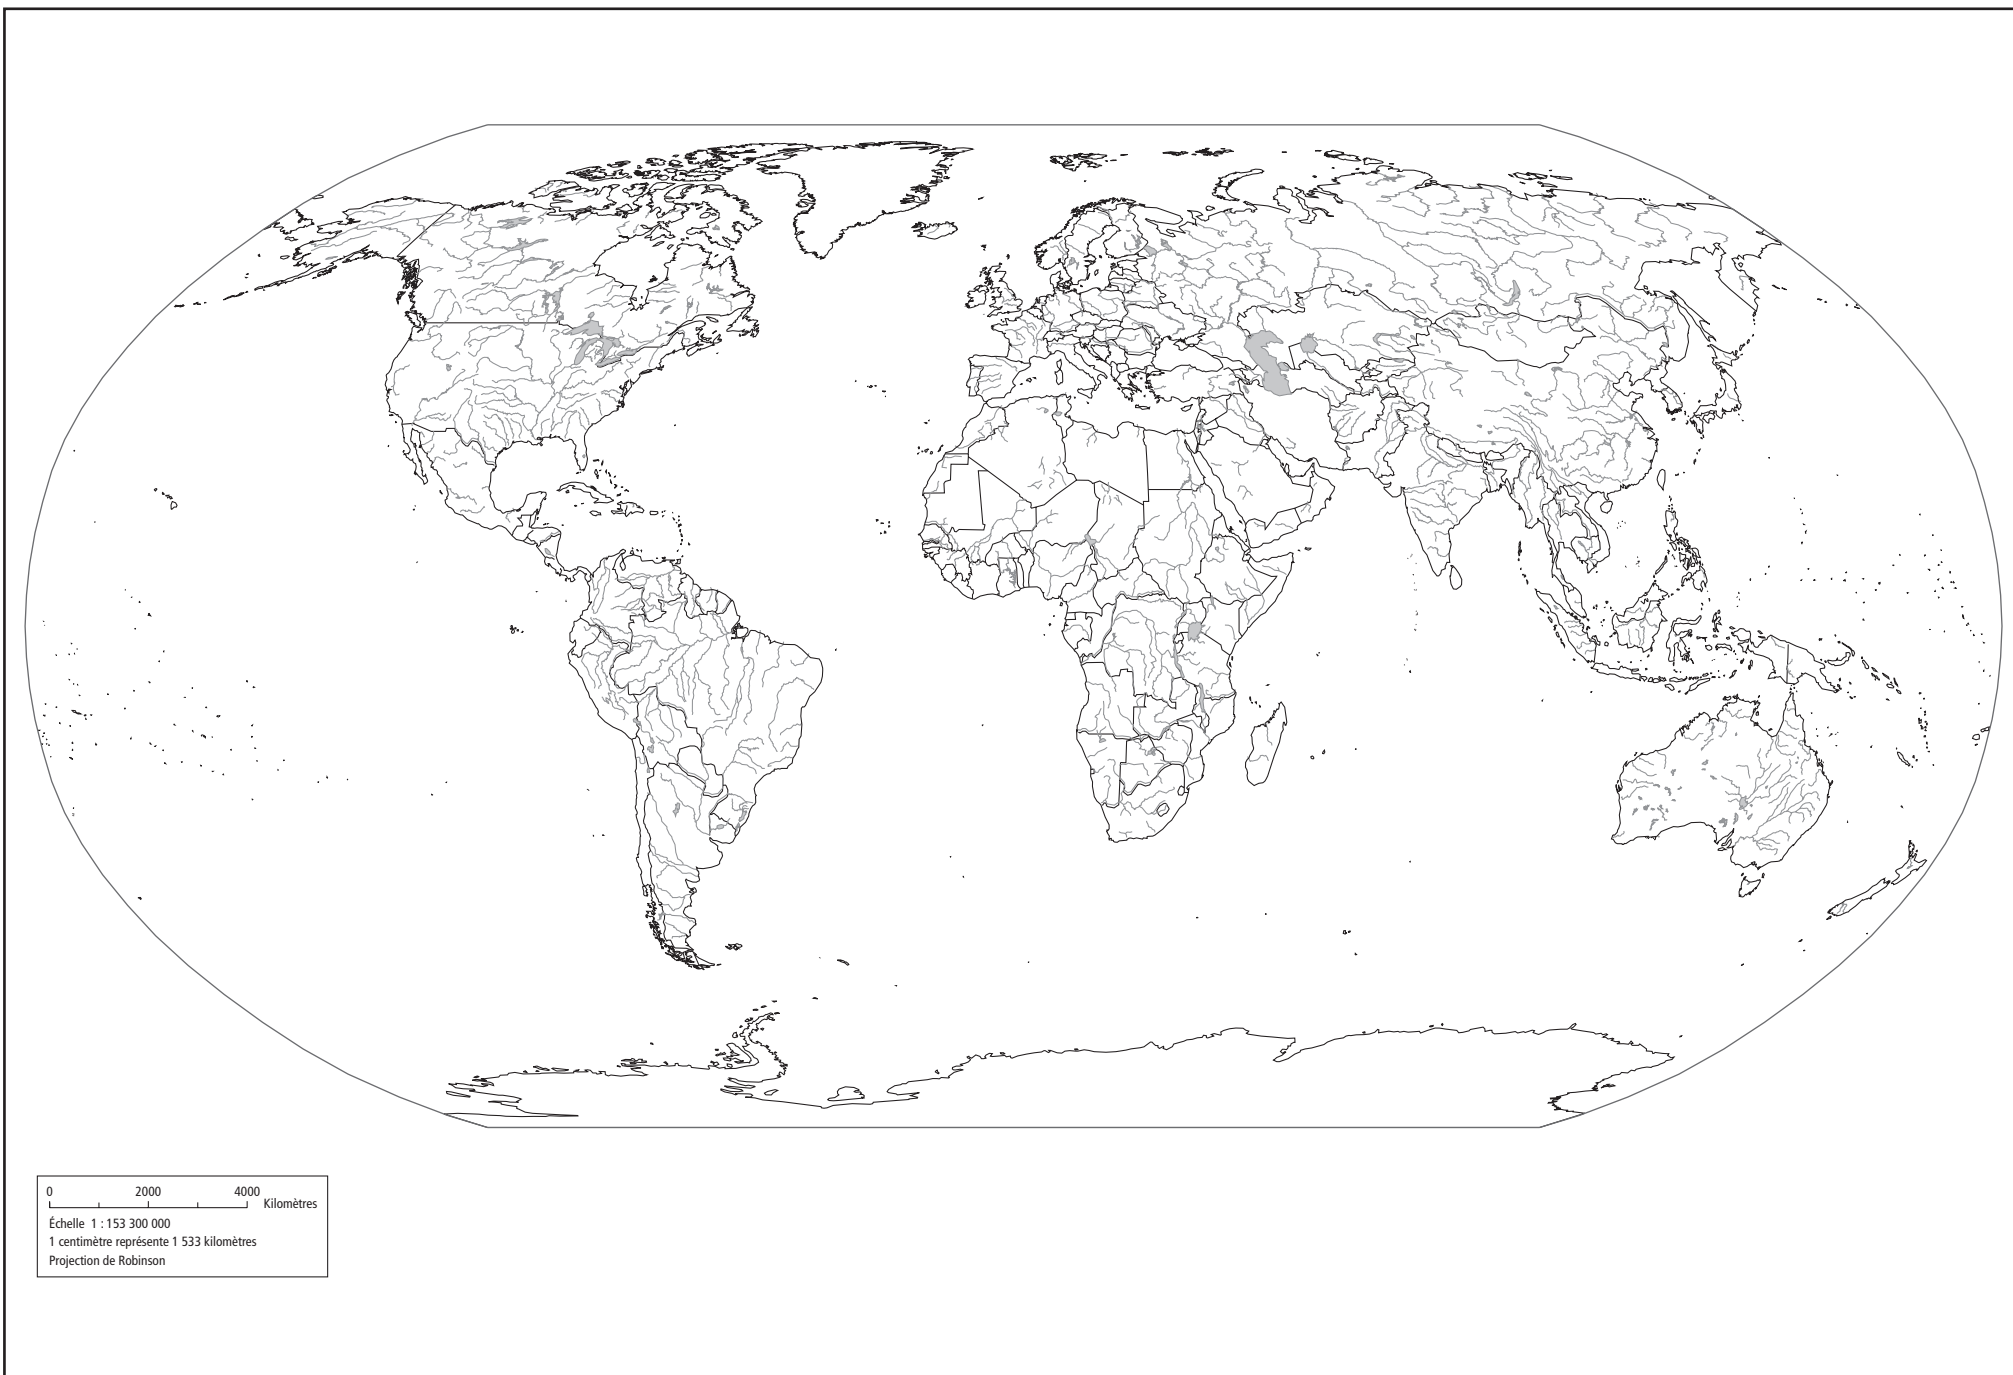 0 2000 4000
Kilomètres
Échelle 1 : 153 300 000
1 centimètre représente 1 533 kilomètres
Projection de Robinson